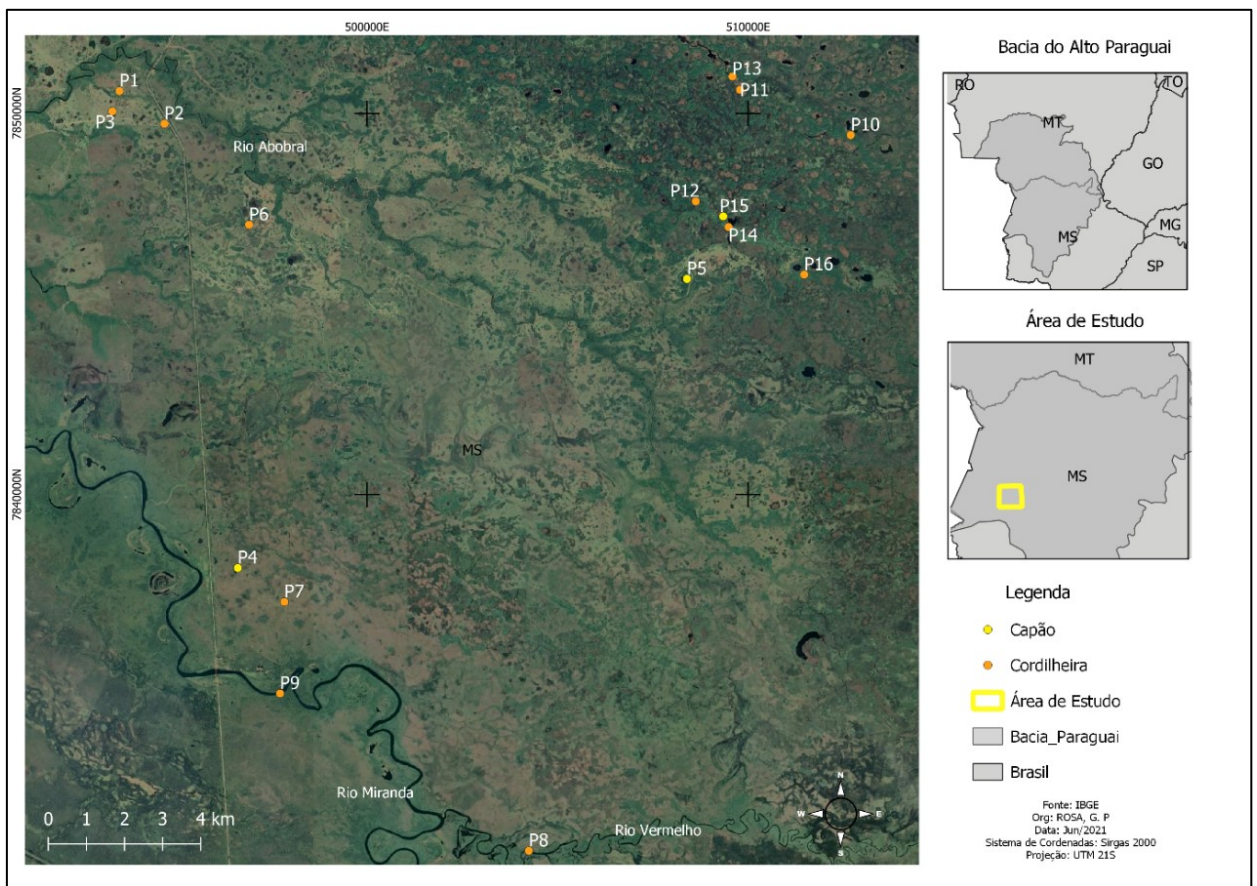 500000E
510000E
7850000N
7840000N
P1
P3
P2
Rio Abobral
P6
P13
P11
P10
P12
P15
P14
P5
P16
MS
P4
P7
P9
Rio Miranda
Rio Vermelho
P8
0 1 2 3 4 km
N
W E
S
Bacia do Alto Paraguai
RO
TO
MT
GO
MS
MG
SP
Área de Estudo
MT
MS
Legenda
Capão
Cordilheira
Área de Estudo
Bacia_Paraguai
Brasil
Fonte: IBGE
Org: ROSA, G. P
Data: Jun/2021
Sistema de Cordenadas: Sirgas 2000
Projeção: UTM 21S